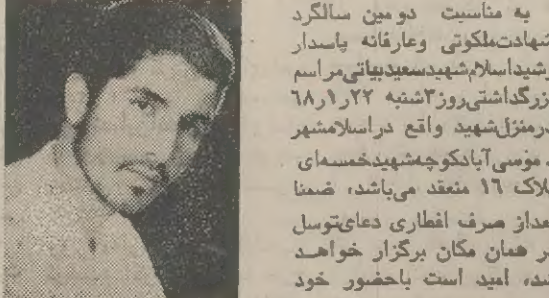 به مناسبت دومین سالگرد
شهادت‌ملکوتی وعارفانه پاسدار
رشیداسلام‌شهیدسعیدبیاتی‌مراسم
بزرگداشتی‌روز۳شنبه ۶۸ر۱ر۲۲
درمنزل‌شهید واقع دراسلامشهر
موسی‌آبادکوچه‌شهیدخمسه‌ای
پلاک ۱۶ منعقد می‌باشد، ضمنا
بعداز صرف افطاری دعای‌توسل
در همان مکان برگزار خواهد
شد، امید است باحضور خود